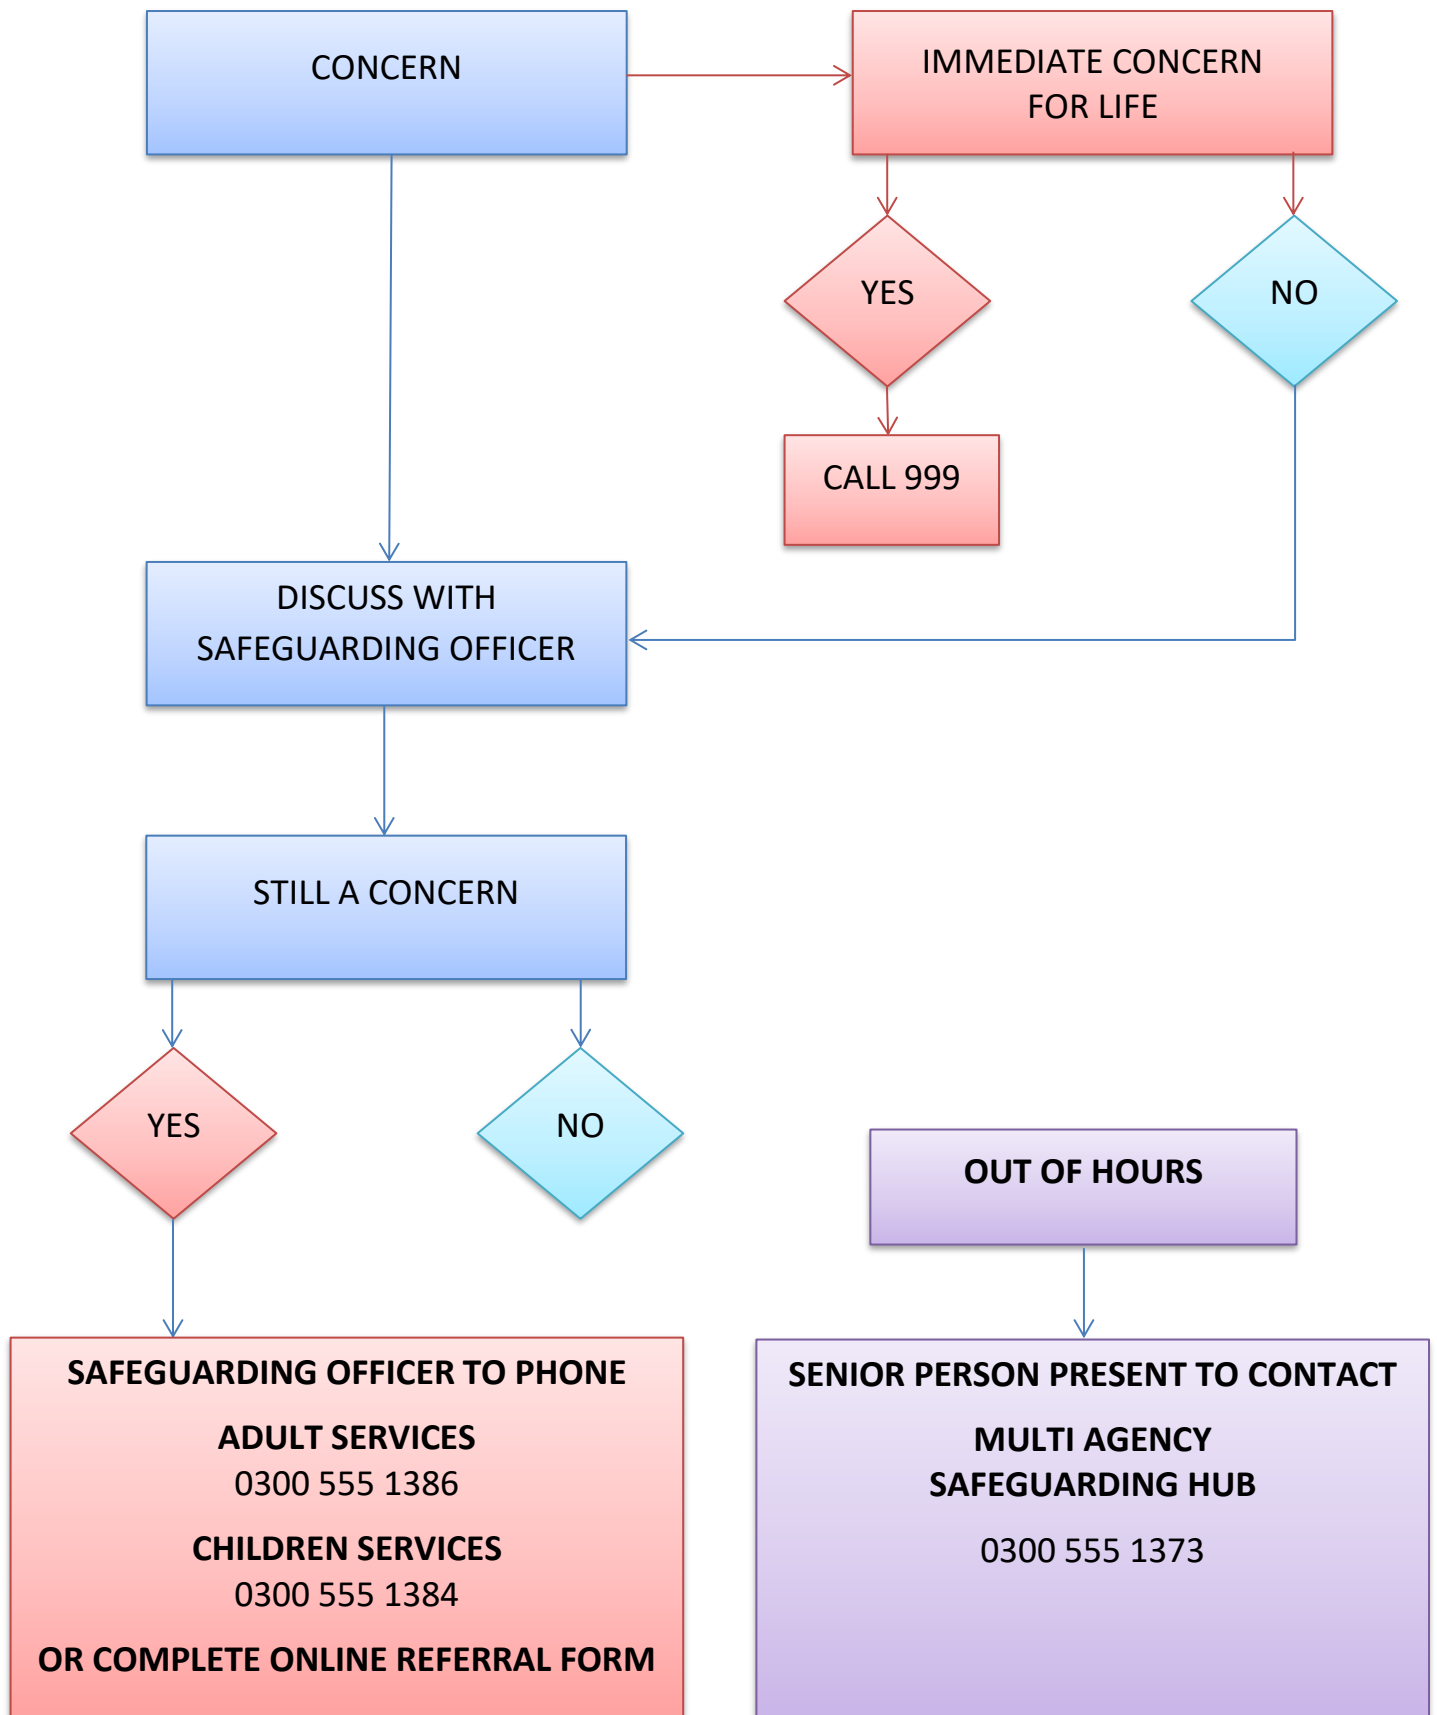 CONCERN
IMMEDIATE CONCERN
FOR LIFE
YES
NO
CALL 999
DISCUSS WITH
SAFEGUARDING OFFICER
STILL A CONCERN
YES
NO
OUT OF HOURS
SAFEGUARDING OFFICER TO PHONE
ADULT SERVICES
0300 555 1386
CHILDREN SERVICES
0300 555 1384
OR COMPLETE ONLINE REFERRAL FORM
SENIOR PERSON PRESENT TO CONTACT
MULTI AGENCY
SAFEGUARDING HUB
0300 555 1373